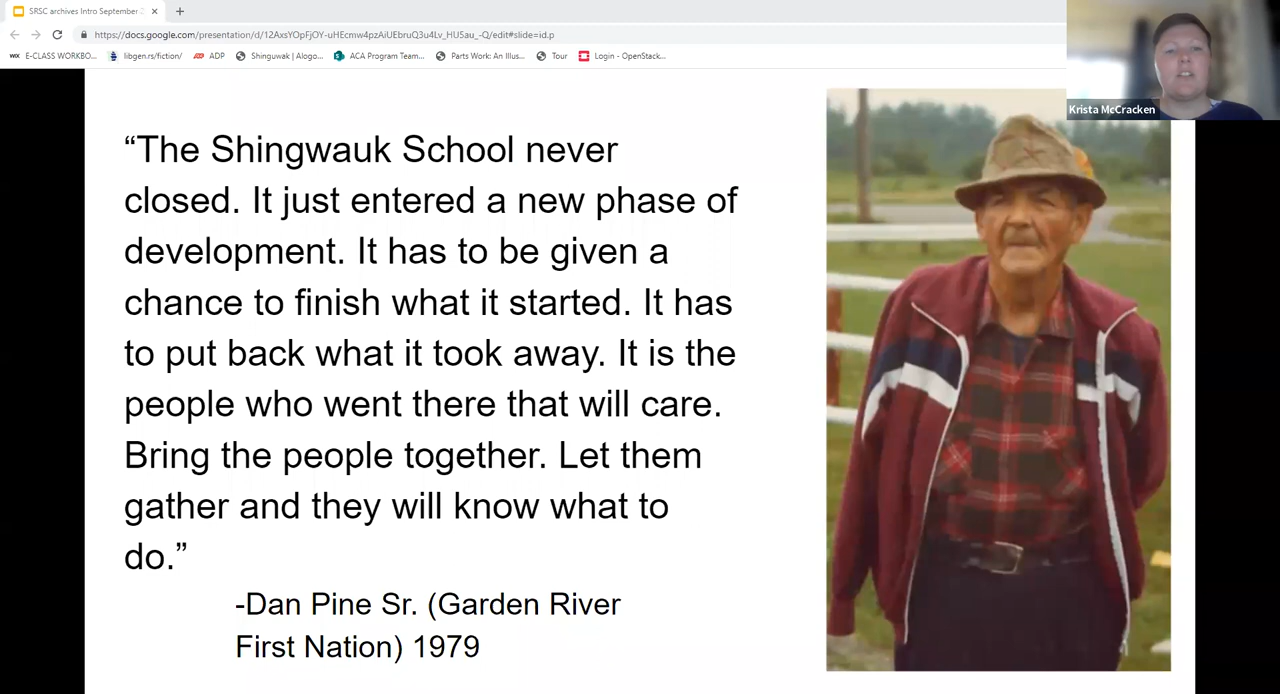 SRSC archives Intro September 2
https://docs.google.com/presentation/d/12AxsYOpFjOY-uHEcmw4pzAiUEbruQ3u4Lv_HUSau_-Q/edit#slide=id.p
WIX E-CLASS WORKBO... libgen.rs/fiction/ ADP Shinguwak | Alogo... ACA Program Team... Parts Work: An Illus... Tour Login - OpenStack...
Krista McCracken
“The Shingwauk School never
closed. It just entered a new phase of
development. It has to be given a
chance to finish what it started. It has
to put back what it took away. It is the
people who went there that will care.
Bring the people together. Let them
gather and they will know what to
do.”
-Dan Pine Sr. (Garden River
First Nation) 1979